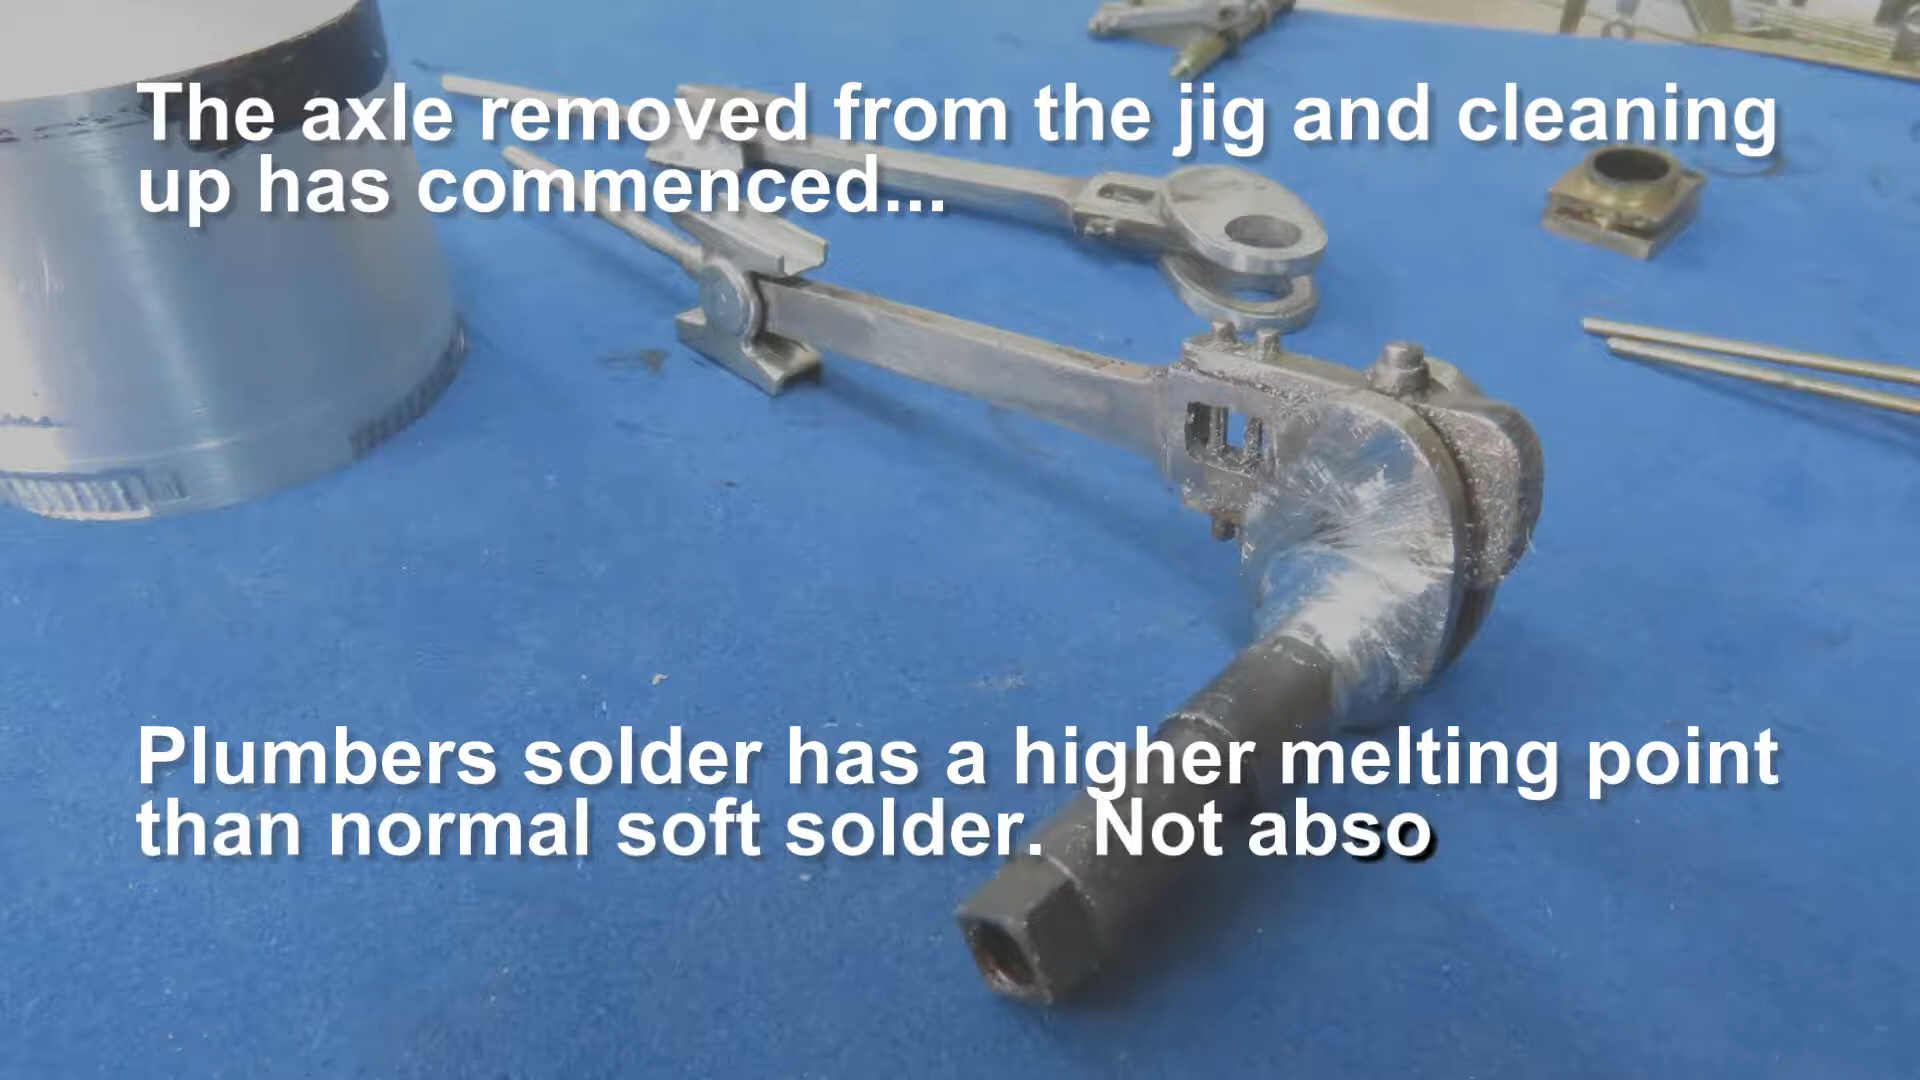 The axle removed from the jig and cleaning
up has commenced...
Plumbers solder has a higher melting point
than normal soft solder.  Not abso